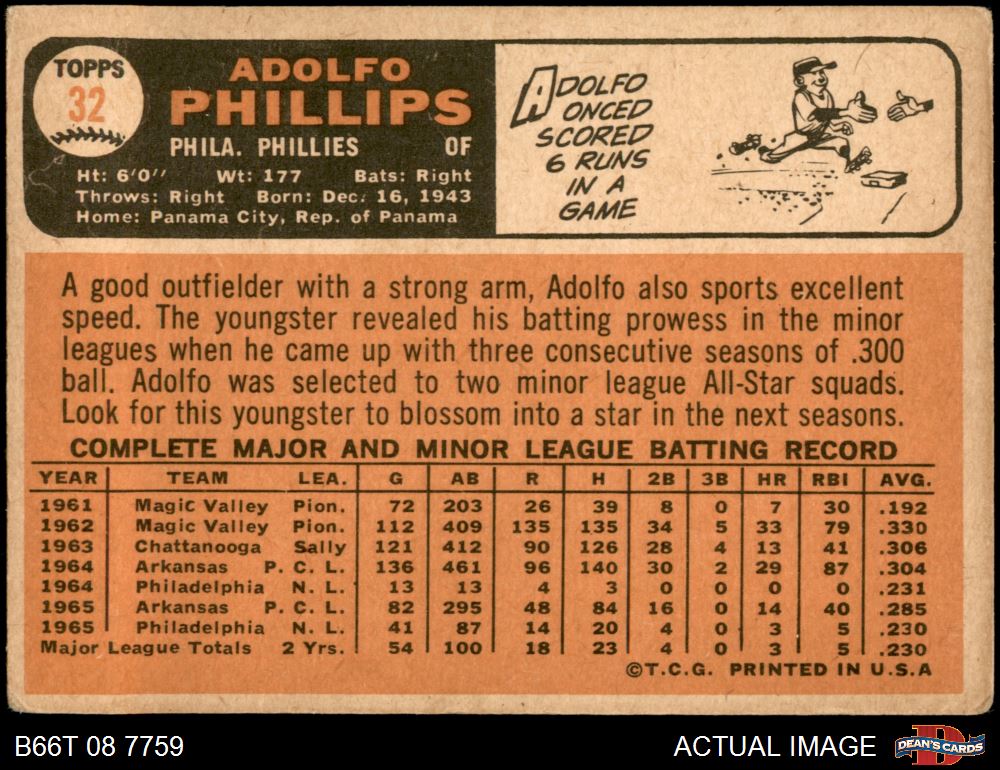 TOPPS
32
ADOLFO
PHILLIPS
PHILA. PHILLIES OF
Ht: 6'0" Wt: 177 Bats: Right
Throws: Right Born: Dec. 16, 1943
Home: Panama City, Rep. of Panama
ADOLFO
ONCED
SCORED
6 RUNS
IN A
GAME
A good outfielder with a strong arm, Adolfo also sports excellent
speed. The youngster revealed his batting prowess in the minor
leagues when he came up with three consecutive seasons of .300
ball. Adolfo was selected to two minor league All-Star squads.
Look for this youngster to blossom into a star in the next seasons.
COMPLETE MAJOR AND MINOR LEAGUE BATTING RECORD
YEAR TEAM LEA. G AB R H 2B 3B HR RBI AVG.
1961 Magic Valley Pion. 72 203 26 39 8 0 7 30 .192
1962 Magic Valley Pion. 112 409 135 135 34 5 33 79 .330
1963 Chattanooga Sally 121 412 90 126 28 4 13 41 .306
1964 Arkansas P. C. L. 136 461 96 140 30 2 29 87 .304
1964 Philadelphia N. L. 13 13 4 3 0 0 0 0 .231
1965 Arkansas P. C. L. 82 295 48 84 16 0 14 40 .285
1965 Philadelphia N. L. 41 87 14 20 4 0 3 5 .230
Major League Totals 2 Yrs. 54 100 18 23 4 0 3 5 .230
©T.C.G. PRINTED IN U.S.A
B66T 08 7759
ACTUAL IMAGE
D
DEAN'S CARDS